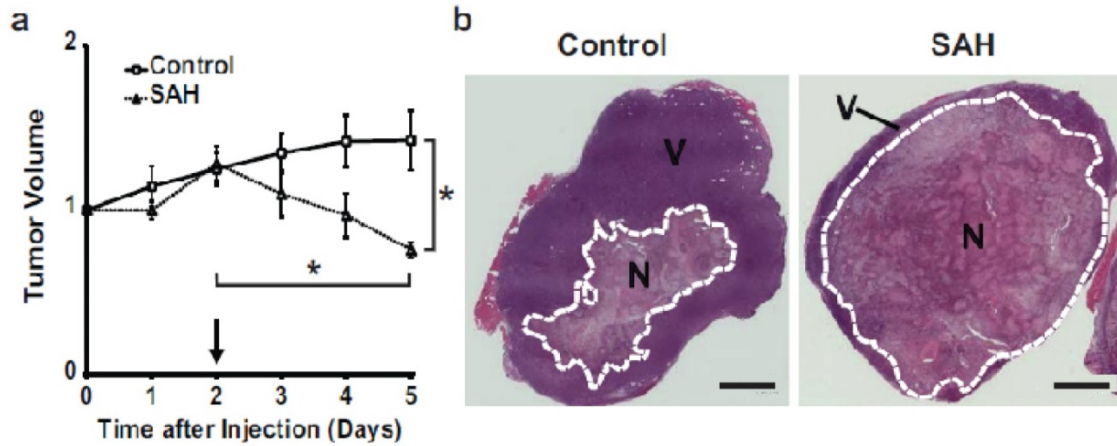 a
b
Control
SAH
2
Control
SAH
1
Tumor Volume
*
*
0
0 1 2 3 4 5
Time after Injection (Days)
V
N
V
N